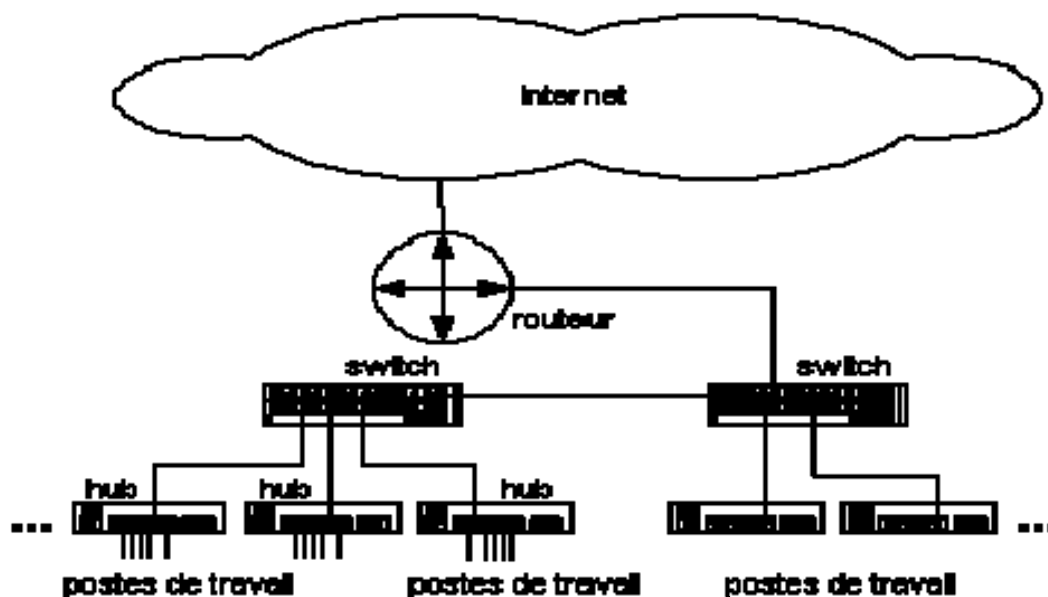 Internet
routeur
switch
switch
hub
hub
hub
...
...
postes de travail
postes de travail
postes de travail